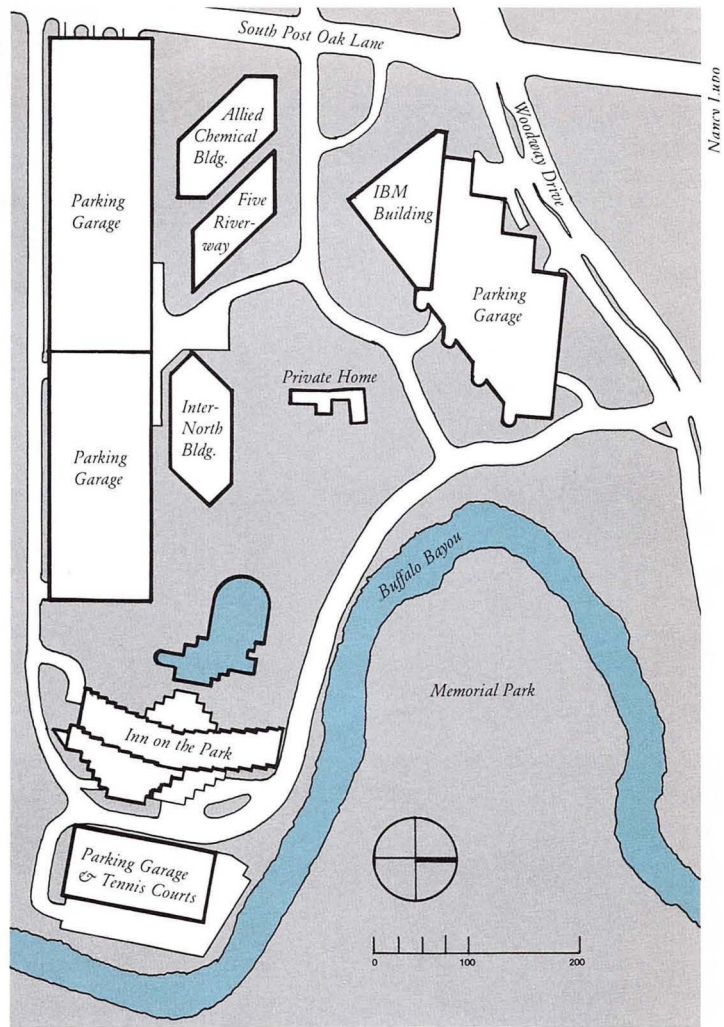 South Post Oak Lane
Woodway Drive
Nancy Lubo
Allied
Chemical
Bldg.
Five
River-
way
IBM
Building
Parking
Garage
Parking
Garage
Private Home
Inter-
North
Bldg.
Parking
Garage
Buffalo Bayou
Memorial Park
Inn on the Park
Parking Garage
& Tennis Courts
0
100
200